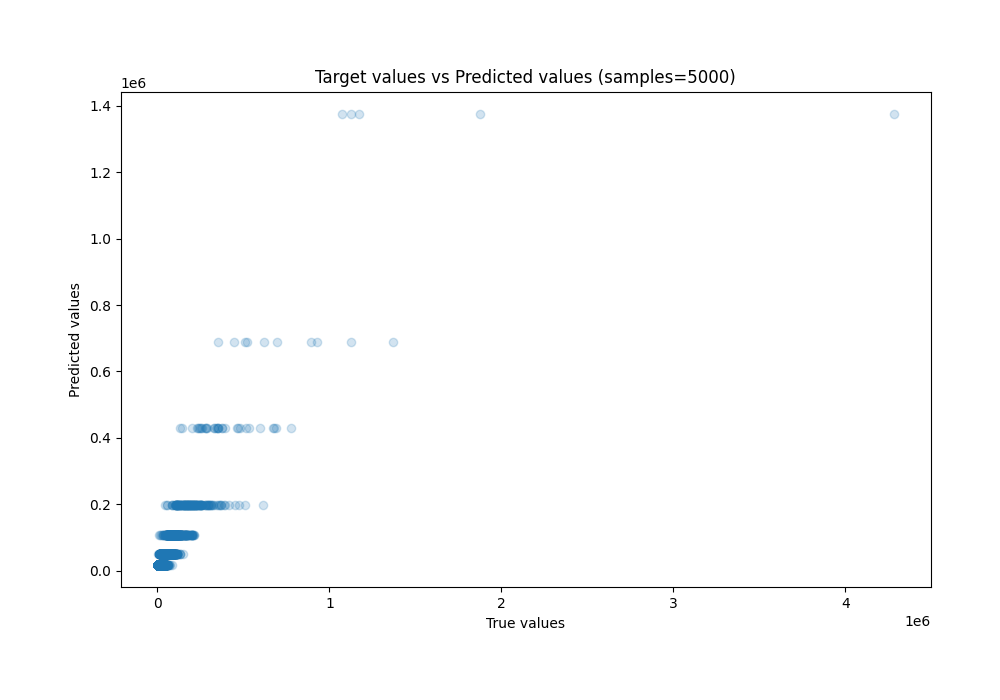 Target values vs Predicted values (samples=5000)
1e6
1.4
1.2
1.0
0.8
0.6
0.4
0.2
0.0
Predicted values
0 1 2 3 4
1e6
True values